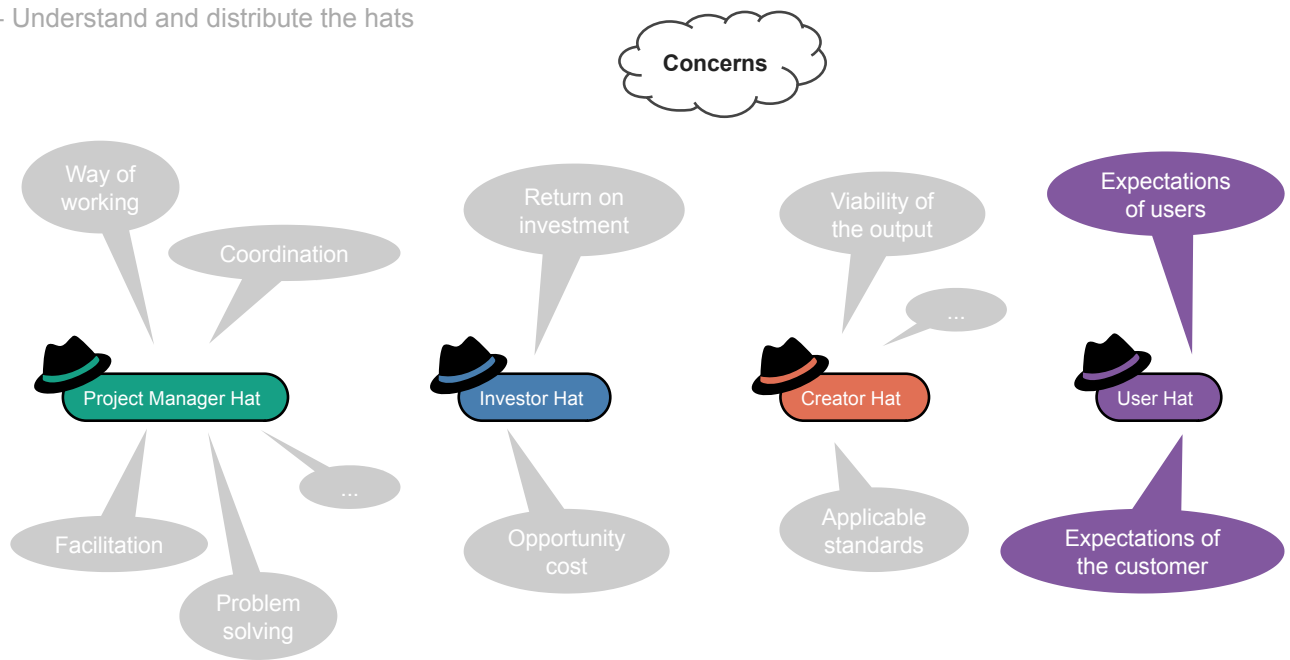 - Understand and distribute the hats
Concerns
Way of
working
Coordination
Return on
investment
Viability of
the output
...
Expectations
of users
Project Manager Hat
Investor Hat
Creator Hat
User Hat
...
Facilitation
Problem
solving
Opportunity
cost
Applicable
standards
Expectations of
the customer